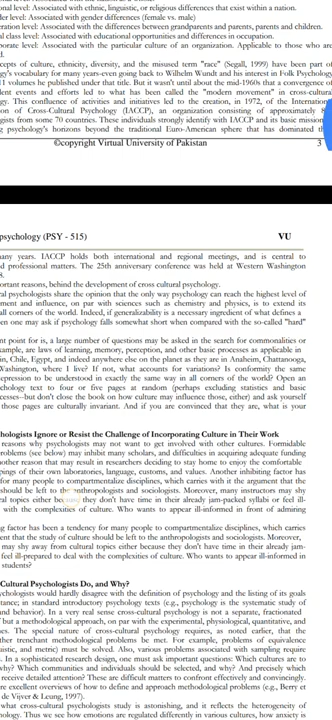 onal level: Associated with ethnic, linguistic, or religious differences that exist within a nation.
der level: Associated with gender differences (female vs. male)
eration level: Associated with the differences between grandparents and parents, parents and children.
al class level: Associated with educational opportunities and differences in occupation.
porate level: Associated with the particular culture of an organization. Applicable to those who are
d.
cepts of culture, ethnicity, diversity, and the misused term "race" (Segall, 1999) have been part of
gy's vocabulary for many years-even going back to Wilhelm Wundt and his interest in Folk Psychology
volumes he published under that title. But it wasn't until about the mid-1960s that a convergence of
dent events and efforts led to what has been called the "modern movement" in cross-cultural
gy. This confluence of activities and initiatives led to the creation, in 1972, of the Internation
on of Cross-Cultural Psychology (IACCP), an organization consisting of approximately
gists from some 70 countries. These individuals strongly identify with IACCP and its basic mission
g psychology's horizons beyond the traditional Euro-American sphere that has dominated th
©copyright Virtual University of Pakistan 3
psychology (PSY - 515) VU
many years. IACCP holds both international and regional meetings, and is central to
d professional matters. The 25th anniversary conference was held at Western Washington
8.
ortant reasons, behind the development of cross cultural psychology.
al psychologists share the opinion that the only way psychology can reach the highest level of
ment and influence, on par with sciences such as chemistry and physics, is to extend its
all corners of the world. Indeed, if generalizability is a necessary ingredient of what defines a
en one may ask if psychology falls somewhat short when compared with the so-called "hard"
nt point for is, a large number of questions may be asked in the search for commonalities or
xample, are laws of learning, memory, perception, and other basic processes as applicable in
in, Chile, Egypt, and indeed anywhere else on the planet as they are in Anaheim, Chattanooga,
Washington, where I live? If not, what accounts for variations? Is conformity the same
epression to be understood in exactly the same way in all corners of the world? Open
ychology text to four or five pages at random (perhaps excluding statistics and basic
cesses--but don't close the book on how culture may influence those, either) and ask yourself
those pages are culturally invariant. And if you are convinced that they are, what is your
hologists Ignore or Resist the Challenge of Incorporating Culture in Their Work
reasons why psychologists may not want to get involved with other cultures. Formidable
roblems (see below) may inhibit many scholars, and difficulties in acquiring adequate funding
nother reason that may result in researchers deciding to stay home to enjoy the comfortable
pings of their own laboratories, language, customs, and values. Another inhibiting factor has
for many people to compartmentalize disciplines, which carries with it the argument that the
should be left to the anthropologists and sociologists. Moreover, many instructors may shy
ral topics either because they don't have time in their already jam-packed syllabi or feel ill-
with the complexities of culture. Who wants to appear ill-informed in front of admiring
ng factor has been a tendency for many people to compartmentalize disciplines, which carries
ent that the study of culture should be left to the anthropologists and sociologists. Moreover,
may shy away from cultural topics either because they don't have time in their already jam-
feel ill-prepared to deal with the complexities of culture. Who wants to appear ill-informed in
students?
Cultural Psychologists Do, and Why?
ychologists would hardly disagree with the definition of psychology and the listing of its goals
tance; in standard introductory psychology texts (e.g., psychology is the systematic study of
and behavior). In a very real sense cross-cultural psychology is not a separate, fractionated
but a methodological approach, on par with the experimental, physiological, quantitative, and
es. The special nature of cross-cultural psychology requires, as noted earlier, that the
ther trenchant methodological problems be met. For example, problems of equivalence
uistic, and metric) must be solved. Also, various problems associated with sampling require
In a sophisticated research design, one must ask important questions: Which cultures are to
why? Which communities and individuals should be selected, and why? And precisely which
receive detailed attention? These are difficult matters to confront effectively and convincingly.
re excellent overviews of how to define and approach methodological problems (e.g., Berry et
de Vijver & Leung, 1997).
what cross-cultural psychologists study is astonishing, and it reflects the heterogeneity of
hology. Thus we see how emotions are regulated differently in various cultures, anxiety is